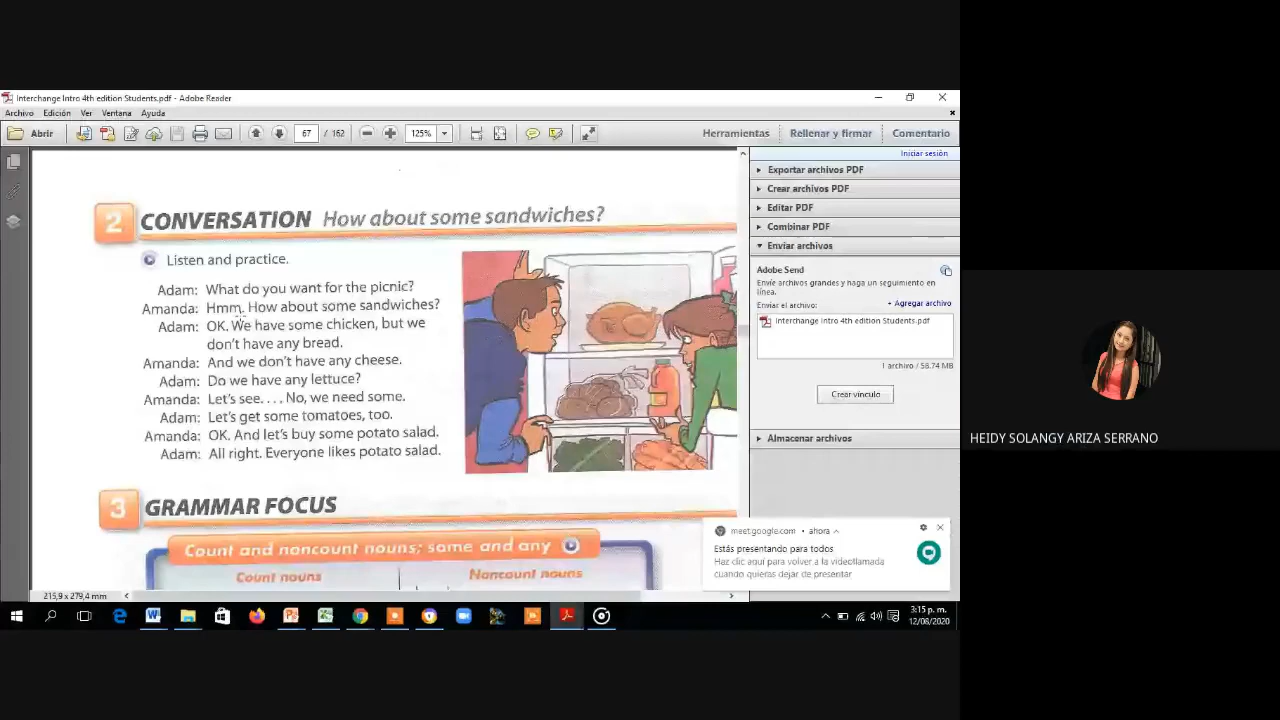 Interchange Intro 4th edition Students.pdf - Adobe Reader
Archivo Edición Ver Ventana Ayuda
Abrir 67 / 162 125% Herramientas Rellenar y firmar Comentario
Iniciar sesión
2 CONVERSATION How about some sandwiches?
Listen and practice.
Adam: What do you want for the picnic?
Amanda: Hmm. How about some sandwiches?
Adam: OK. We have some chicken, but we
don't have any bread.
Amanda: And we don't have any cheese.
Adam: Do we have any lettuce?
Amanda: Let's see. . . . No, we need some.
Adam: Let's get some tomatoes, too.
Amanda: OK. And let's buy some potato salad.
Adam: All right. Everyone likes potato salad.
3 GRAMMAR FOCUS
Count and noncount nouns; some and any
Count nouns Noncount nouns
215,9 x 279,4 mm
Exportar archivos PDF
Crear archivos PDF
Editar PDF
Combinar PDF
Enviar archivos
Adobe Send
Envíe archivos grandes y haga un seguimiento en
línea.
Enviar el archivo: + Agregar archivo
Interchange Intro 4th edition Students.pdf
1 archivo / 58.74 MB
Crear vínculo
Almacenar archivos
meet.google.com • ahora
Estás presentando para todos
Haz clic aquí para volver a la videollamada
cuando quieras dejar de presentar
3:15 p. m.
12/08/2020
HEIDY SOLANGY ARIZA SERRANO